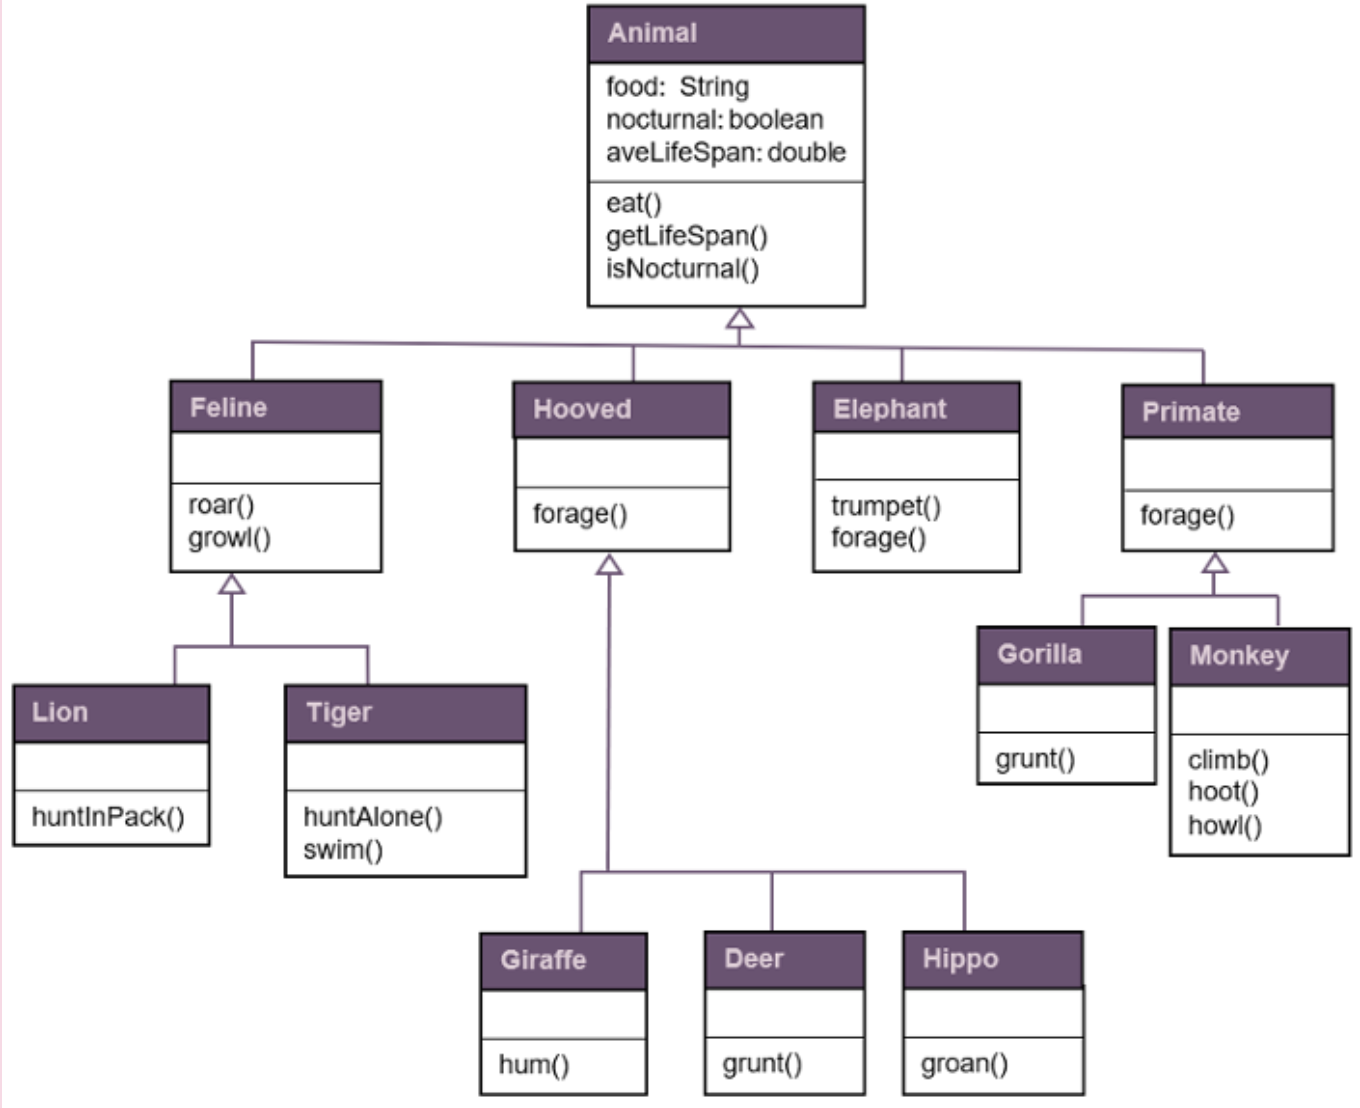 Animal
food: String
nocturnal: boolean
aveLifeSpan: double
eat()
getLifeSpan()
isNocturnal()
Feline
roar()
growl()
Hooved
forage()
Elephant
trumpet()
forage()
Primate
forage()
Lion
huntInPack()
Tiger
huntAlone()
swim()
Gorilla
grunt()
Monkey
climb()
hoot()
howl()
Giraffe
hum()
Deer
grunt()
Hippo
groan()